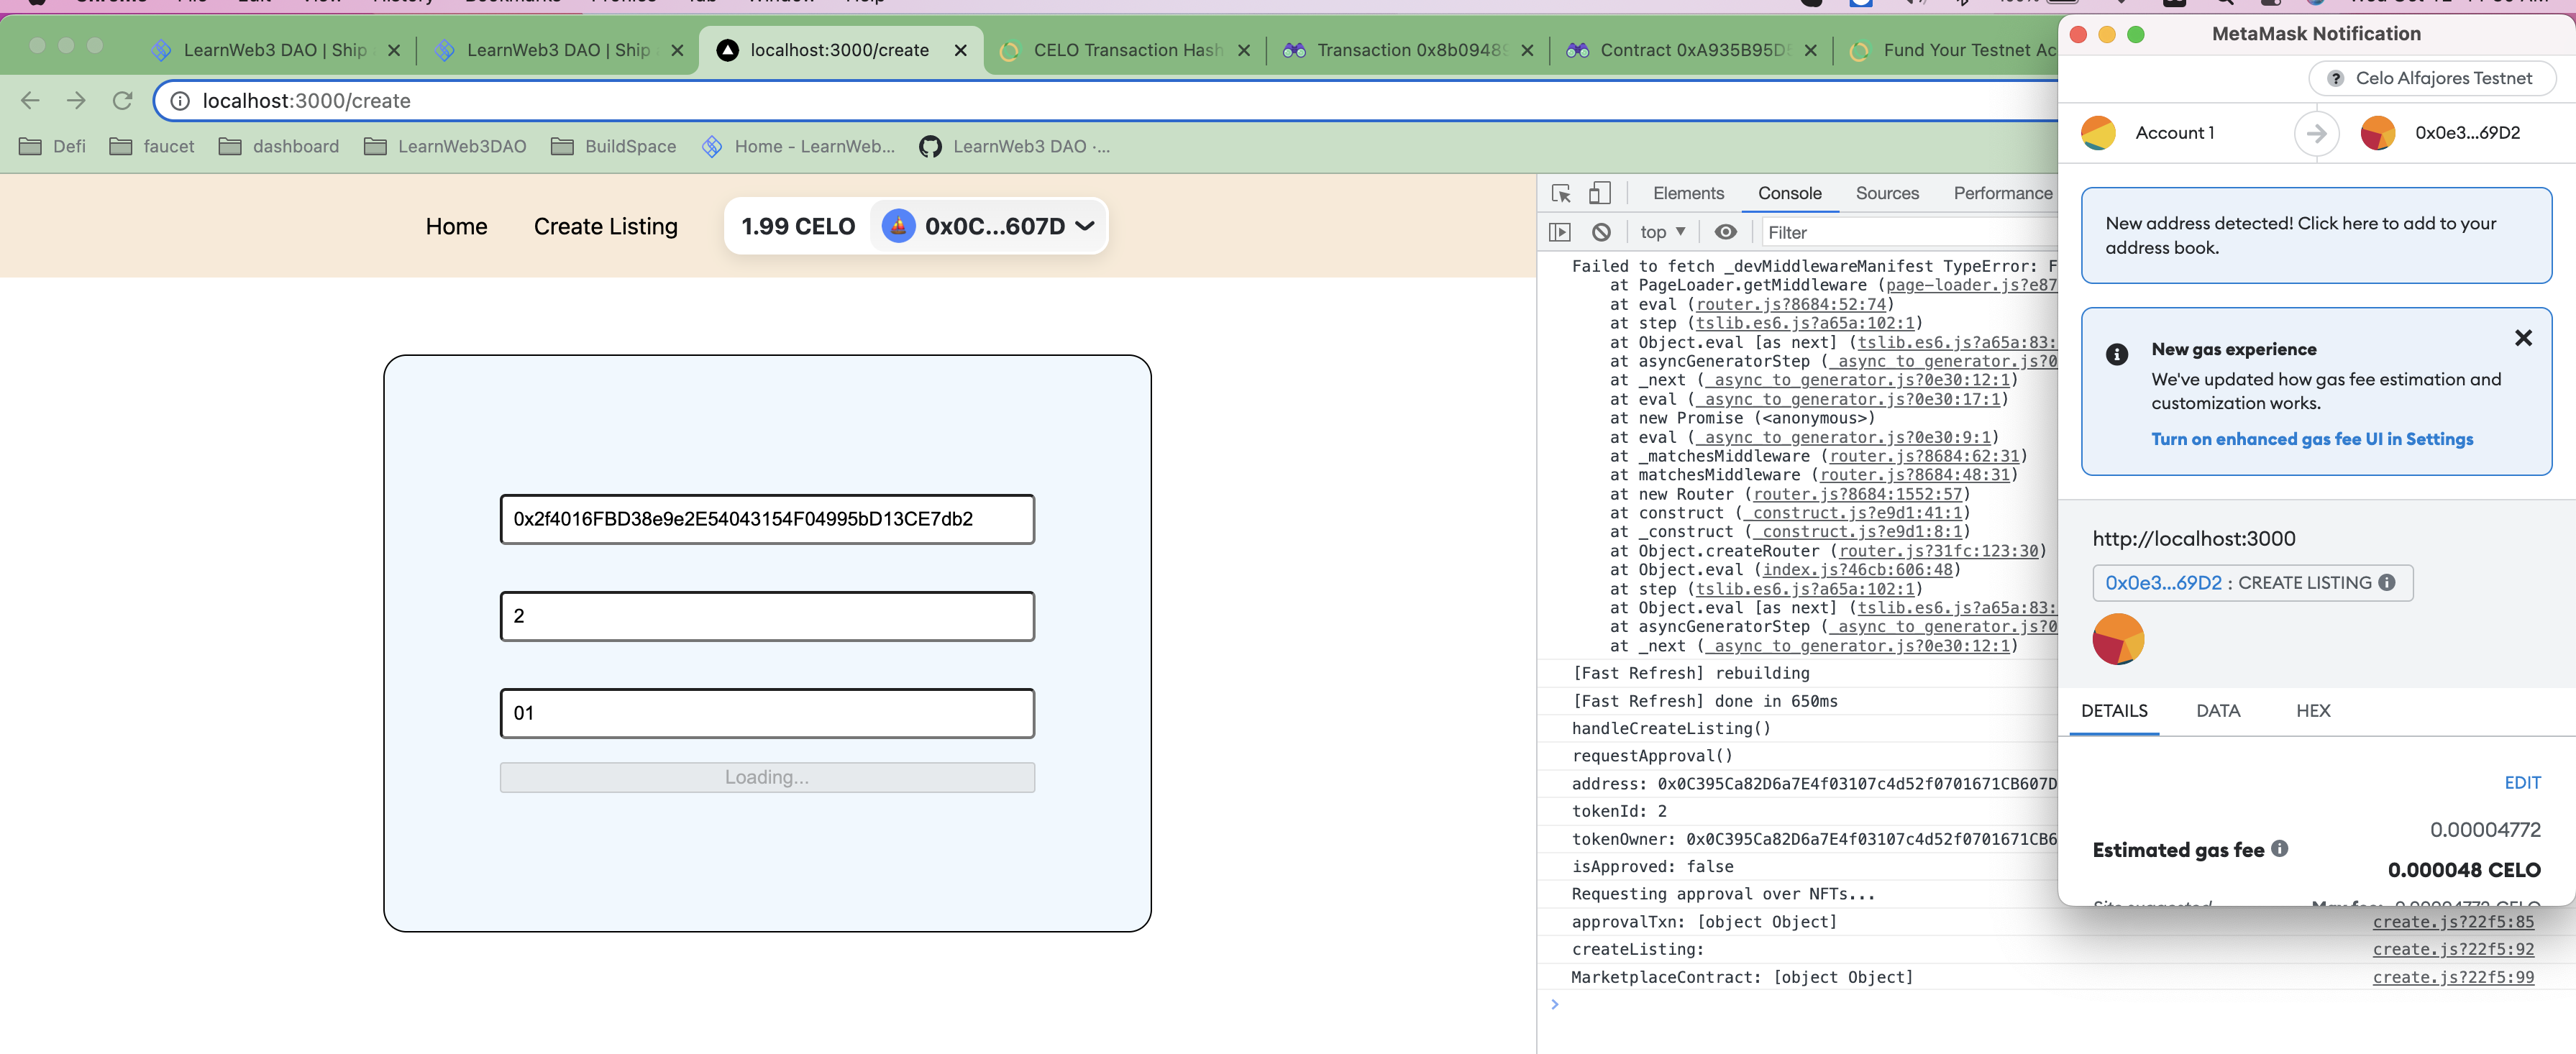 LearnWeb3 DAO | Ship
LearnWeb3 DAO | Ship
localhost:3000/create
CELO Transaction Hash
Transaction 0x8b0948
Contract 0xA935B95D
Fund Your Testnet Ac
localhost:3000/create
Defi
faucet
dashboard
LearnWeb3DAO
BuildSpace
Home - LearnWeb...
LearnWeb3 DAO ·...
Home
Create Listing
1.99 CELO
0x0C...607D
0x2f4016FBD38e9e2E54043154F04995bD13CE7db2
2
01
Loading...
Elements
Console
Sources
Performance
top
Filter
Failed to fetch _devMiddlewareManifest TypeError: F
at PageLoader.getMiddleware (page-loader.js?e87
at eval (router.js?8684:52:74)
at step (tslib.es6.js?a65a:102:1)
at Object.eval [as next] (tslib.es6.js?a65a:83:
at asyncGeneratorStep (_async_to_generator.js?0
at _next (_async_to_generator.js?0e30:12:1)
at eval (_async_to_generator.js?0e30:17:1)
at new Promise (<anonymous>)
at eval (_async_to_generator.js?0e30:9:1)
at _matchesMiddleware (router.js?8684:62:31)
at matchesMiddleware (router.js?8684:48:31)
at new Router (router.js?8684:1552:57)
at construct (_construct.js?e9d1:41:1)
at _construct (_construct.js?e9d1:8:1)
at Object.createRouter (router.js?31fc:123:30)
at Object.eval (index.js?46cb:606:48)
at step (tslib.es6.js?a65a:102:1)
at Object.eval [as next] (tslib.es6.js?a65a:83:
at asyncGeneratorStep (_async_to_generator.js?0
at _next (_async_to_generator.js?0e30:12:1)
[Fast Refresh] rebuilding
[Fast Refresh] done in 650ms
handleCreateListing()
requestApproval()
address: 0x0C395Ca82D6a7E4f03107c4d52f0701671CB607D
tokenId: 2
tokenOwner: 0x0C395Ca82D6a7E4f03107c4d52f0701671CB6
isApproved: false
Requesting approval over NFTs...
approvalTxn: [object Object] create.js?22f5:85
createListing: create.js?22f5:92
MarketplaceContract: [object Object] create.js?22f5:99
MetaMask Notification
Celo Alfajores Testnet
Account 1
0x0e3...69D2
New address detected! Click here to add to your
address book.
New gas experience
We've updated how gas fee estimation and
customization works.
Turn on enhanced gas fee UI in Settings
http://localhost:3000
0x0e3...69D2 : CREATE LISTING
DETAILS
DATA
HEX
EDIT
0.00004772
Estimated gas fee
0.000048 CELO